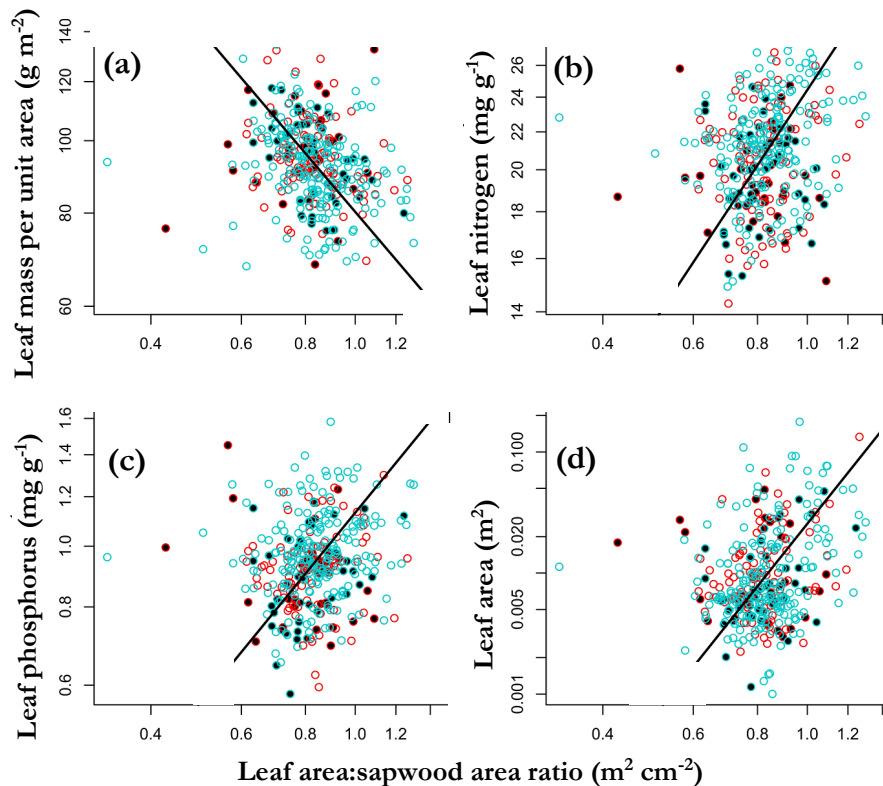 (a)
Leaf mass per unit area (g m-2)
140
120
100
80
60
0.4 0.6 0.8 1.0 1.2
(b)
Leaf nitrogen (mg g-1)
26
24
22
20
18
16
14
0.4 0.6 0.8 1.0 1.2
(c)
Leaf phosphorus (mg g-1)
1.6
1.4
1.2
1.0
0.8
0.6
0.4 0.6 0.8 1.0 1.2
(d)
Leaf area (m2)
0.100
0.020
0.005
0.001
0.4 0.6 0.8 1.0 1.2
Leaf area:sapwood area ratio (m2 cm-2)